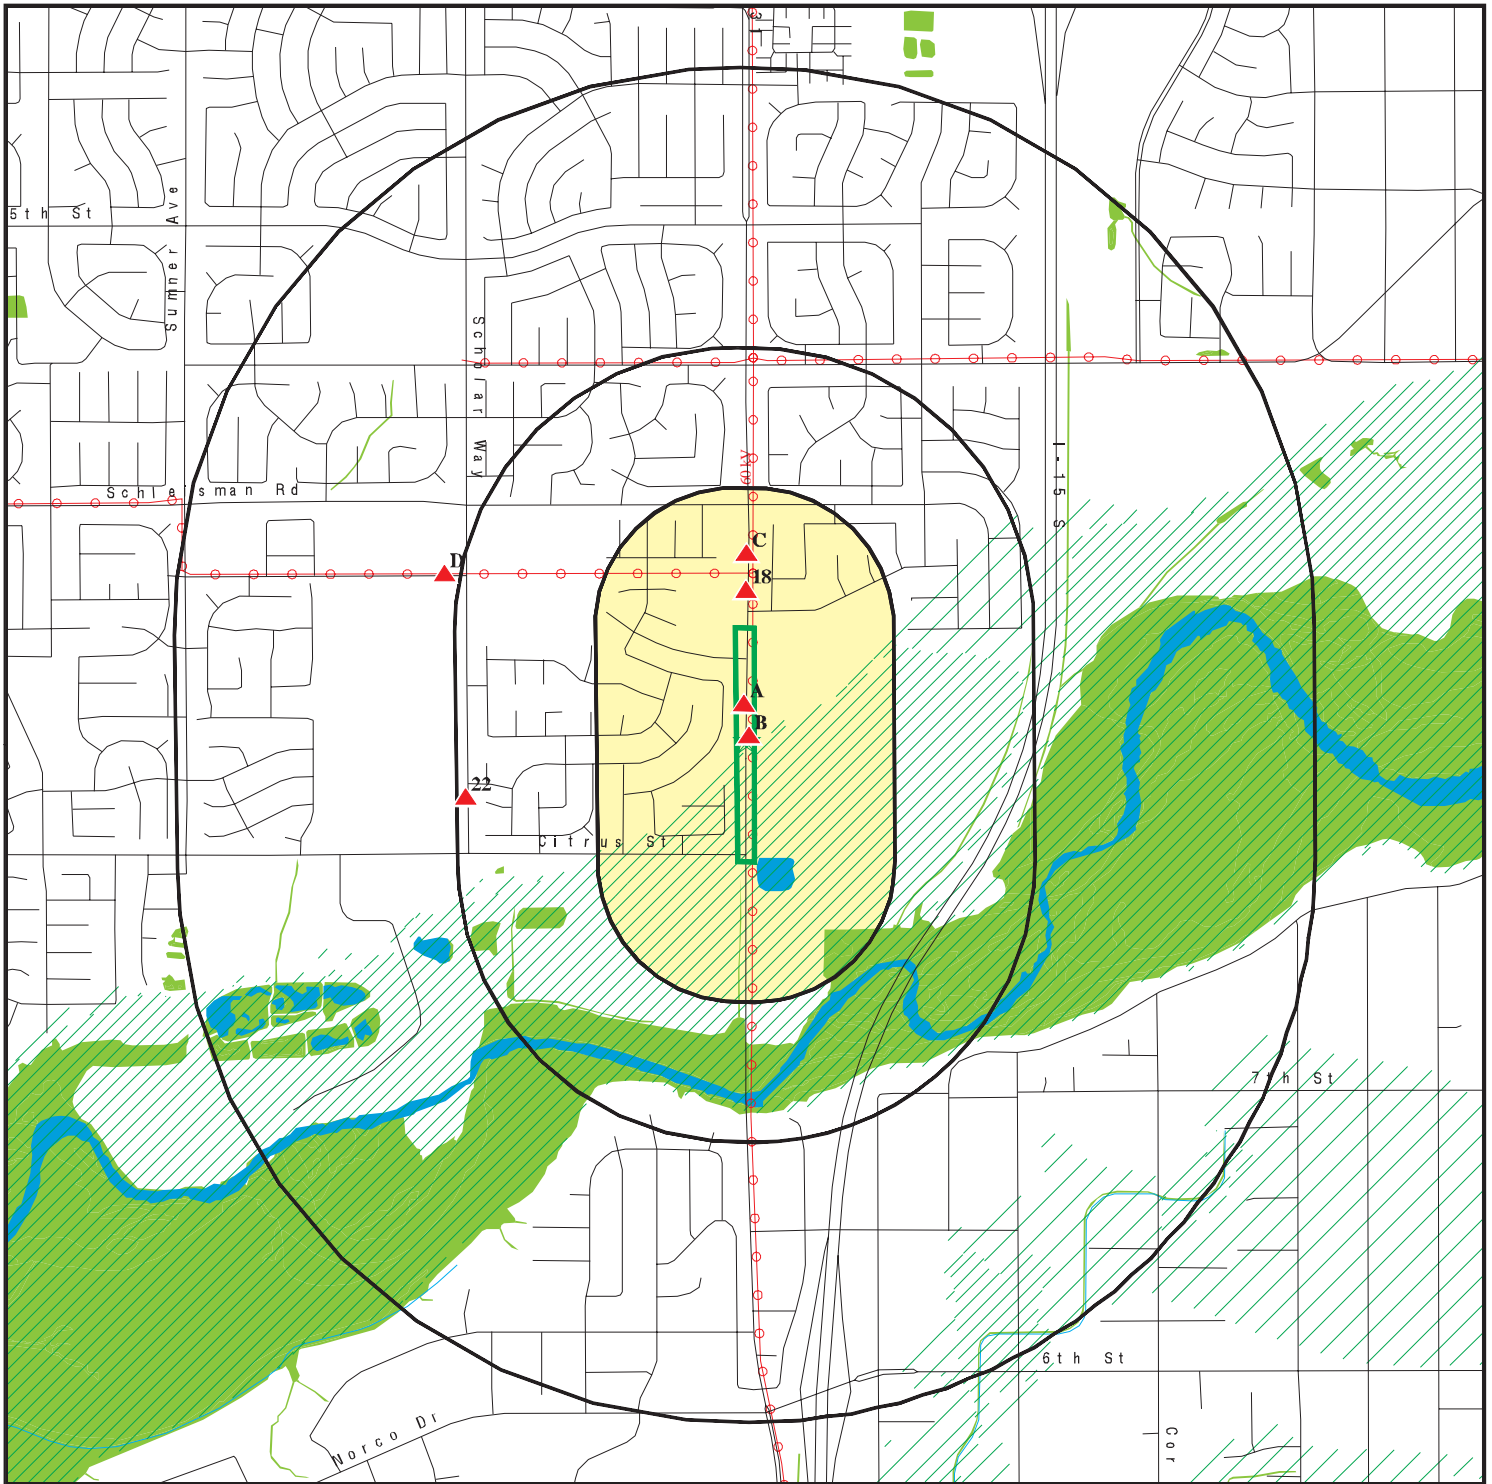 31
5th St
Sumner Ave
Scholar Way
I-15 S
Schleisman Rd
C
D
18
A
B
22
Citrus St
7th St
6th St
Norco Dr
Cor